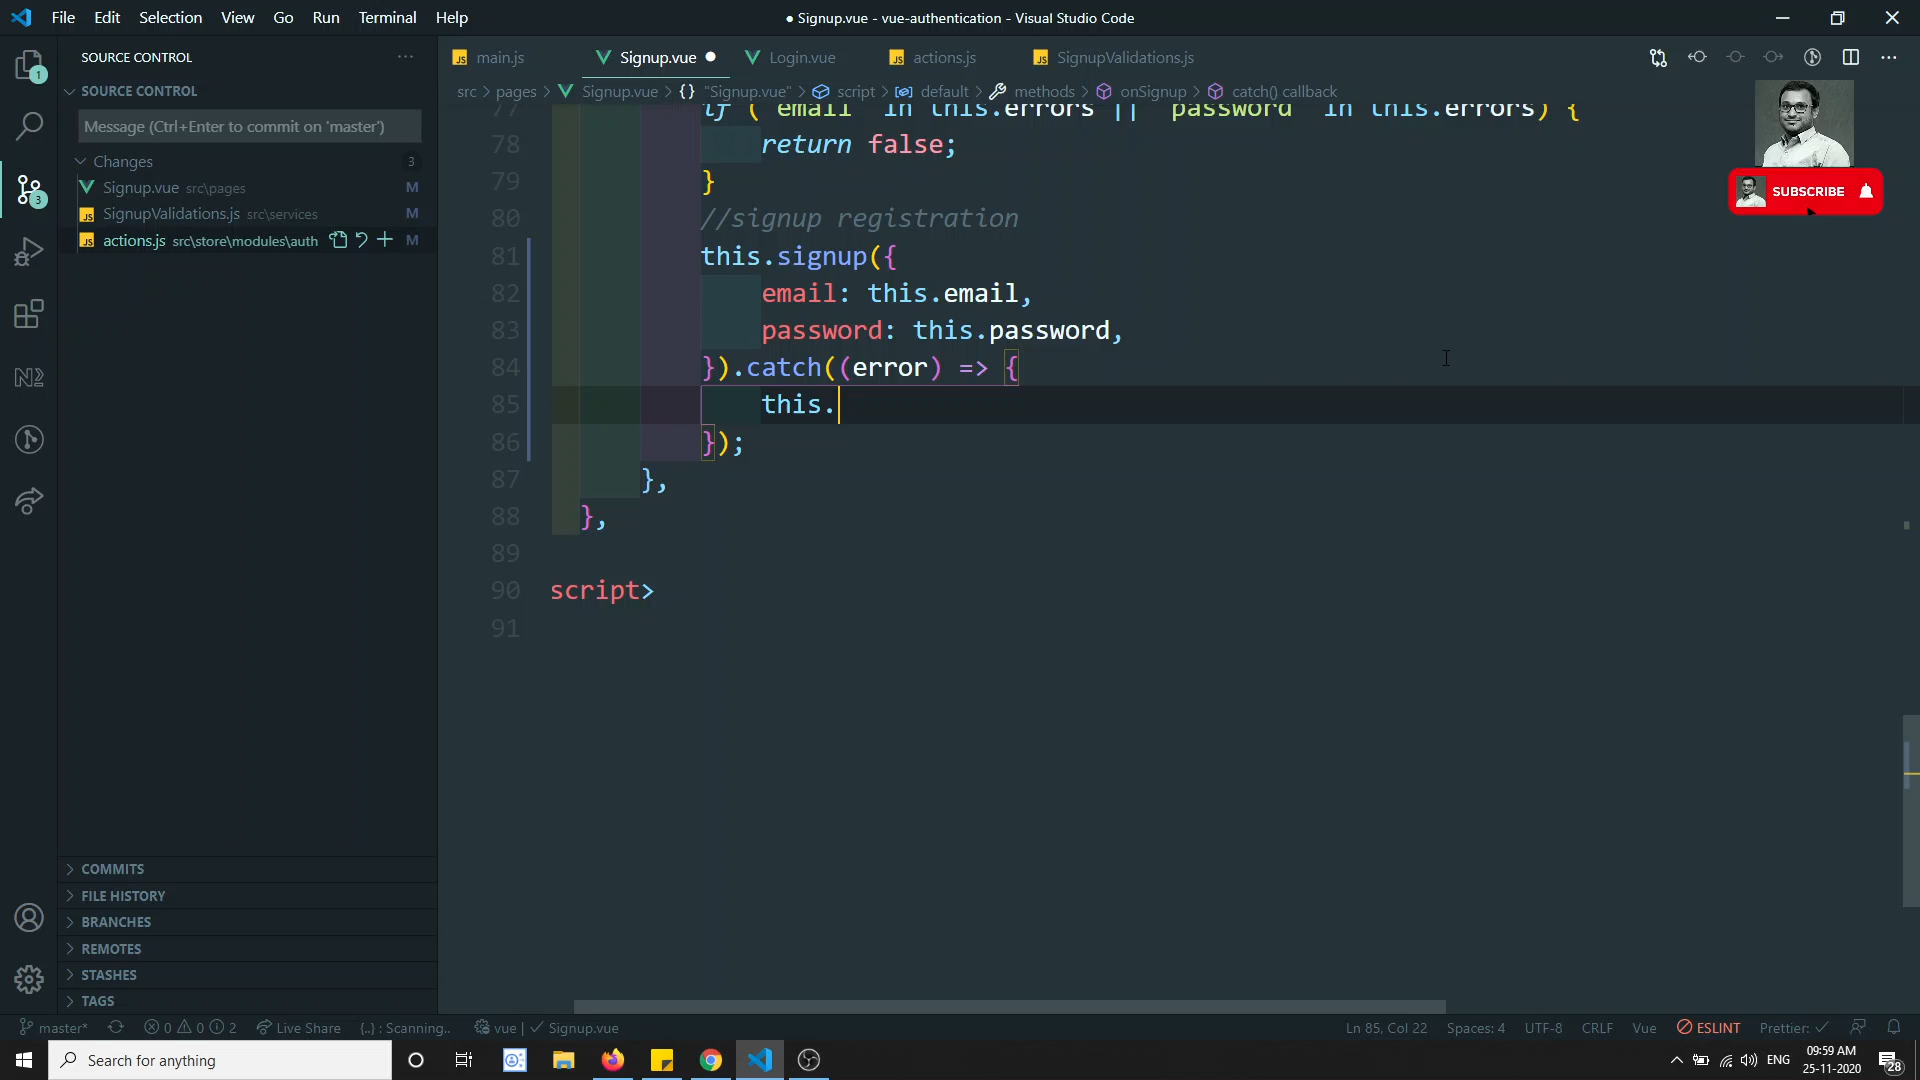 File Edit Selection View Go Run Terminal Help
● Signup.vue - vue-authentication - Visual Studio Code
SOURCE CONTROL
main.js Signup.vue Login.vue actions.js SignupValidations.js
SOURCE CONTROL
src > pages > Signup.vue > {} "Signup.vue" > script > default > methods > onSignup > catch() callback
Message (Ctrl+Enter to commit on 'master')
Changes 3
Signup.vue src\pages M
SignupValidations.js src\services M
actions.js src\store\modules\auth M
1
3
77 if ( email in this.errors || password in this.errors) {
78 return false;
79 }
80 //signup registration
81 this.signup({
82 email: this.email,
83 password: this.password,
84 }).catch((error) => {
85 this.
86 });
87 },
88 },
89
90 script>
91
SUBSCRIBE
COMMITS
FILE HISTORY
BRANCHES
REMOTES
STASHES
TAGS
master* 0 0 2 Live Share {..} : Scanning.. vue | Signup.vue
Ln 85, Col 22 Spaces: 4 UTF-8 CRLF Vue ESLINT Prettier: ✓
Search for anything
ENG
09:59 AM
25-11-2020
28